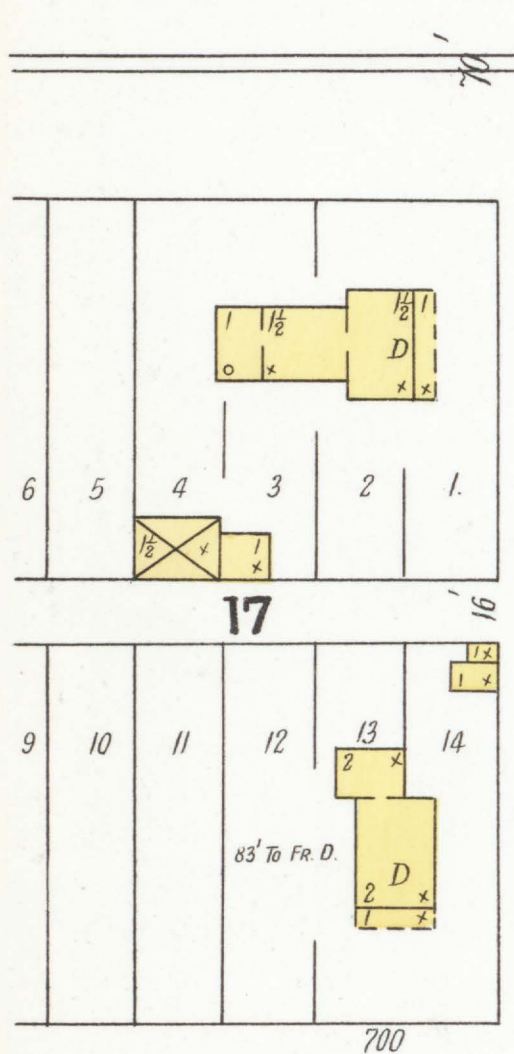 70'
1 1½ 1½ 1
D
o x x x
6 5 4 3 2 1.
1½ x 1
x
17 16'
1 x
1 x
9 10 11 12 13 14
2 x
83' To Fr. D.
D
2 x
1 x
700